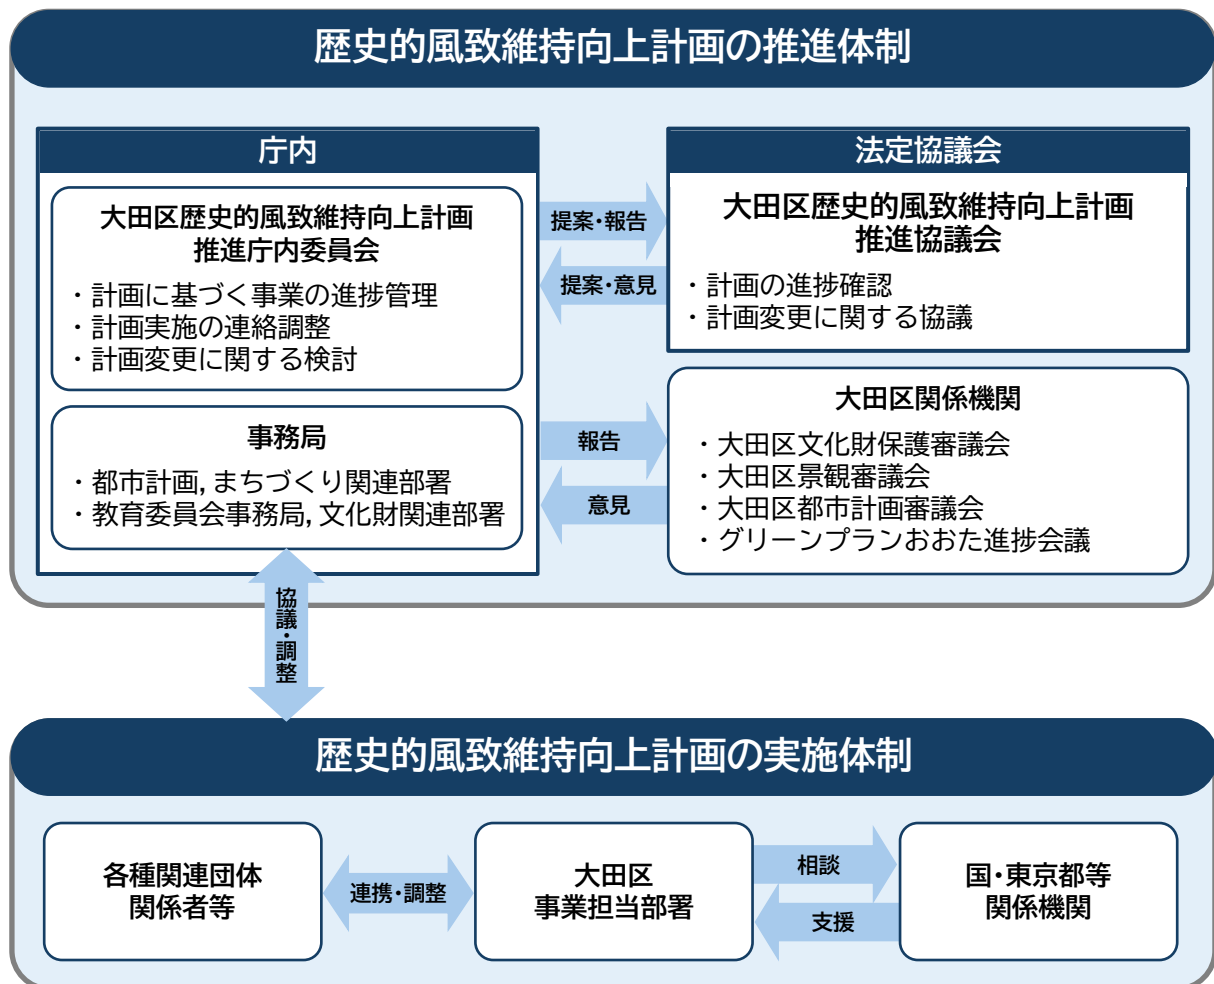 歴史的風致維持向上計画の推進体制
庁内
大田区歴史的風致維持向上計画
推進庁内委員会
・計画に基づく事業の進捗管理
・計画実施の連絡調整
・計画変更に関する検討
事務局
・都市計画, まちづくり関連部署
・教育委員会事務局, 文化財関連部署
提案・報告
提案・意見
報告
意見
法定協議会
大田区歴史的風致維持向上計画
推進協議会
・計画の進捗確認
・計画変更に関する協議
大田区関係機関
・大田区文化財保護審議会
・大田区景観審議会
・大田区都市計画審議会
・グリーンプランおおた進捗会議
協議・調整
歴史的風致維持向上計画の実施体制
各種関連団体
関係者等
連携・調整
大田区
事業担当部署
相談
支援
国・東京都等
関係機関